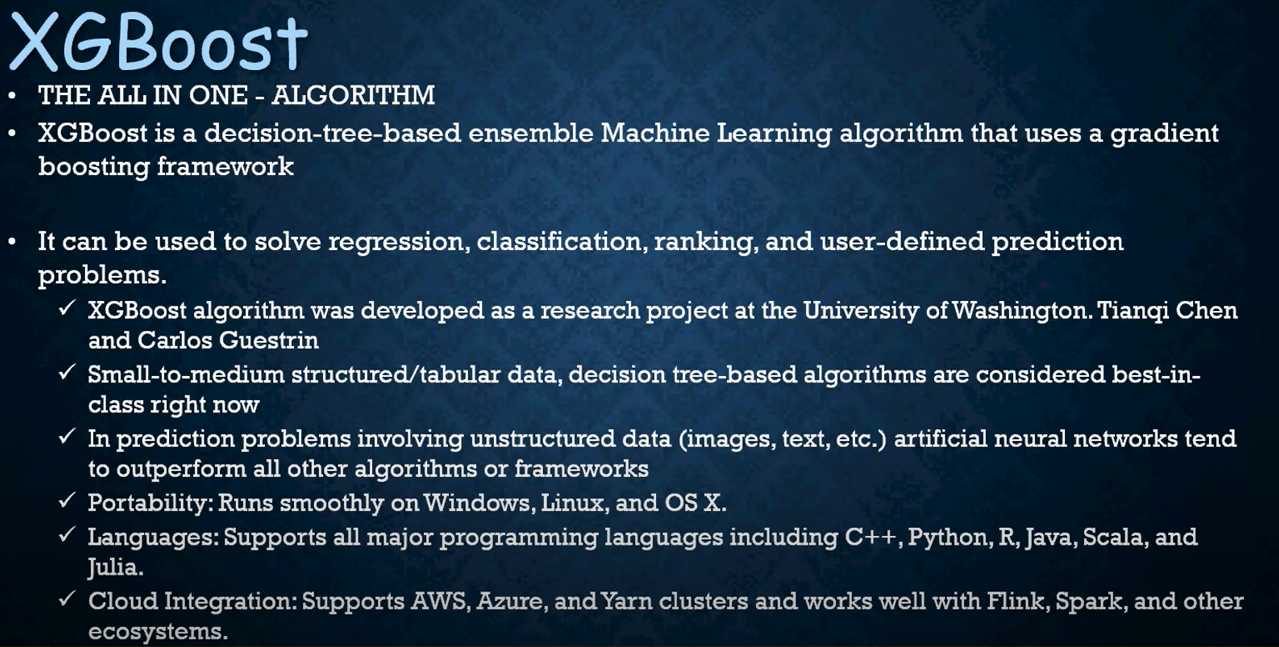 XGBoost
• THE ALL IN ONE - ALGORITHM
• XGBoost is a decision-tree-based ensemble Machine Learning algorithm that uses a gradient
boosting framework
• It can be used to solve regression, classification, ranking, and user-defined prediction
problems.
✓ XGBoost algorithm was developed as a research project at the University of Washington. Tianqi Chen
and Carlos Guestrin
✓ Small-to-medium structured/tabular data, decision tree-based algorithms are considered best-in-
class right now
✓ In prediction problems involving unstructured data (images, text, etc.) artificial neural networks tend
to outperform all other algorithms or frameworks
✓ Portability: Runs smoothly on Windows, Linux, and OS X.
✓ Languages: Supports all major programming languages including C++, Python, R, Java, Scala, and
Julia.
✓ Cloud Integration: Supports AWS, Azure, and Yarn clusters and works well with Flink, Spark, and other
ecosystems.